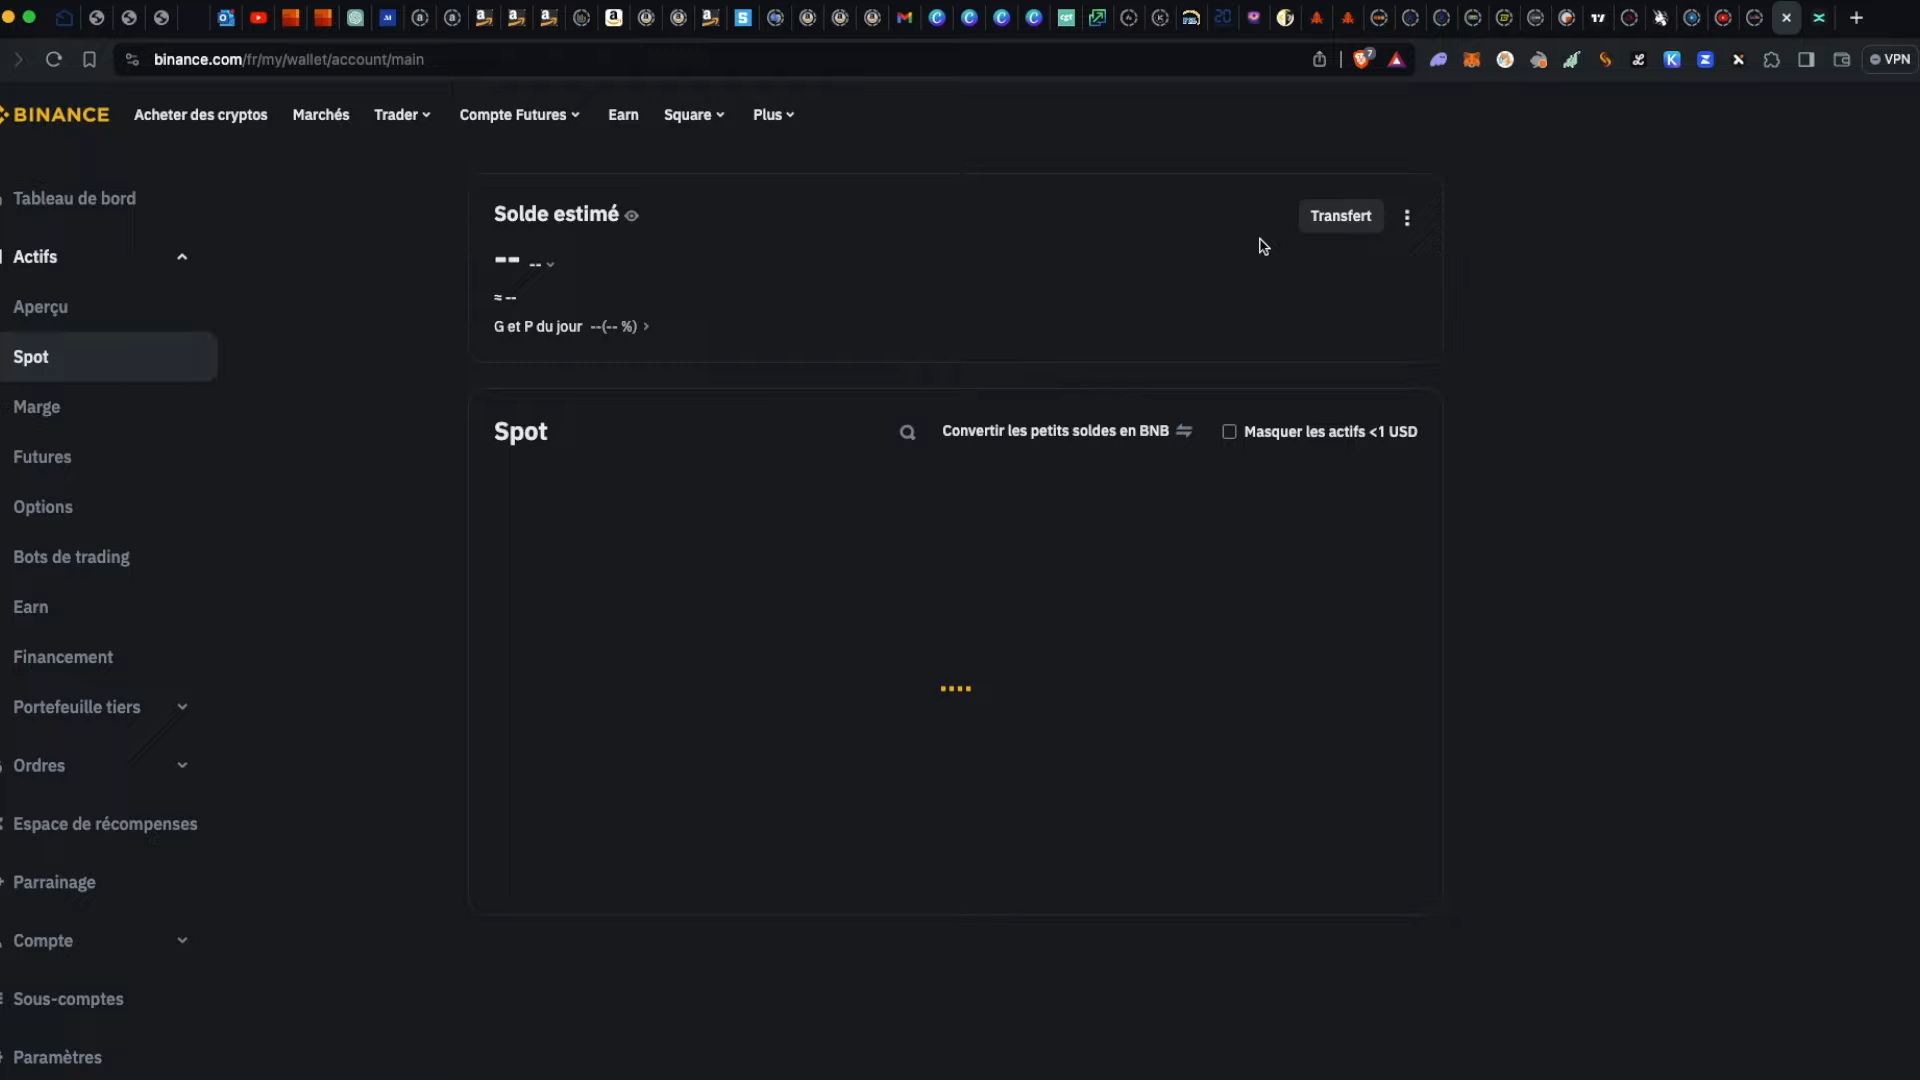 binance.com/fr/my/wallet/account/main
7
VPN
BINANCE
Acheter des cryptos
Marchés
Trader
Compte Futures
Earn
Square
Plus
Tableau de bord
Actifs
Aperçu
Spot
Marge
Futures
Options
Bots de trading
Earn
Financement
Portefeuille tiers
Ordres
Espace de récompenses
Parrainage
Compte
Sous-comptes
Paramètres
Solde estimé
Transfert
-- --
≈ --
G et P du jour --(-- %)
Spot
Convertir les petits soldes en BNB
Masquer les actifs <1 USD